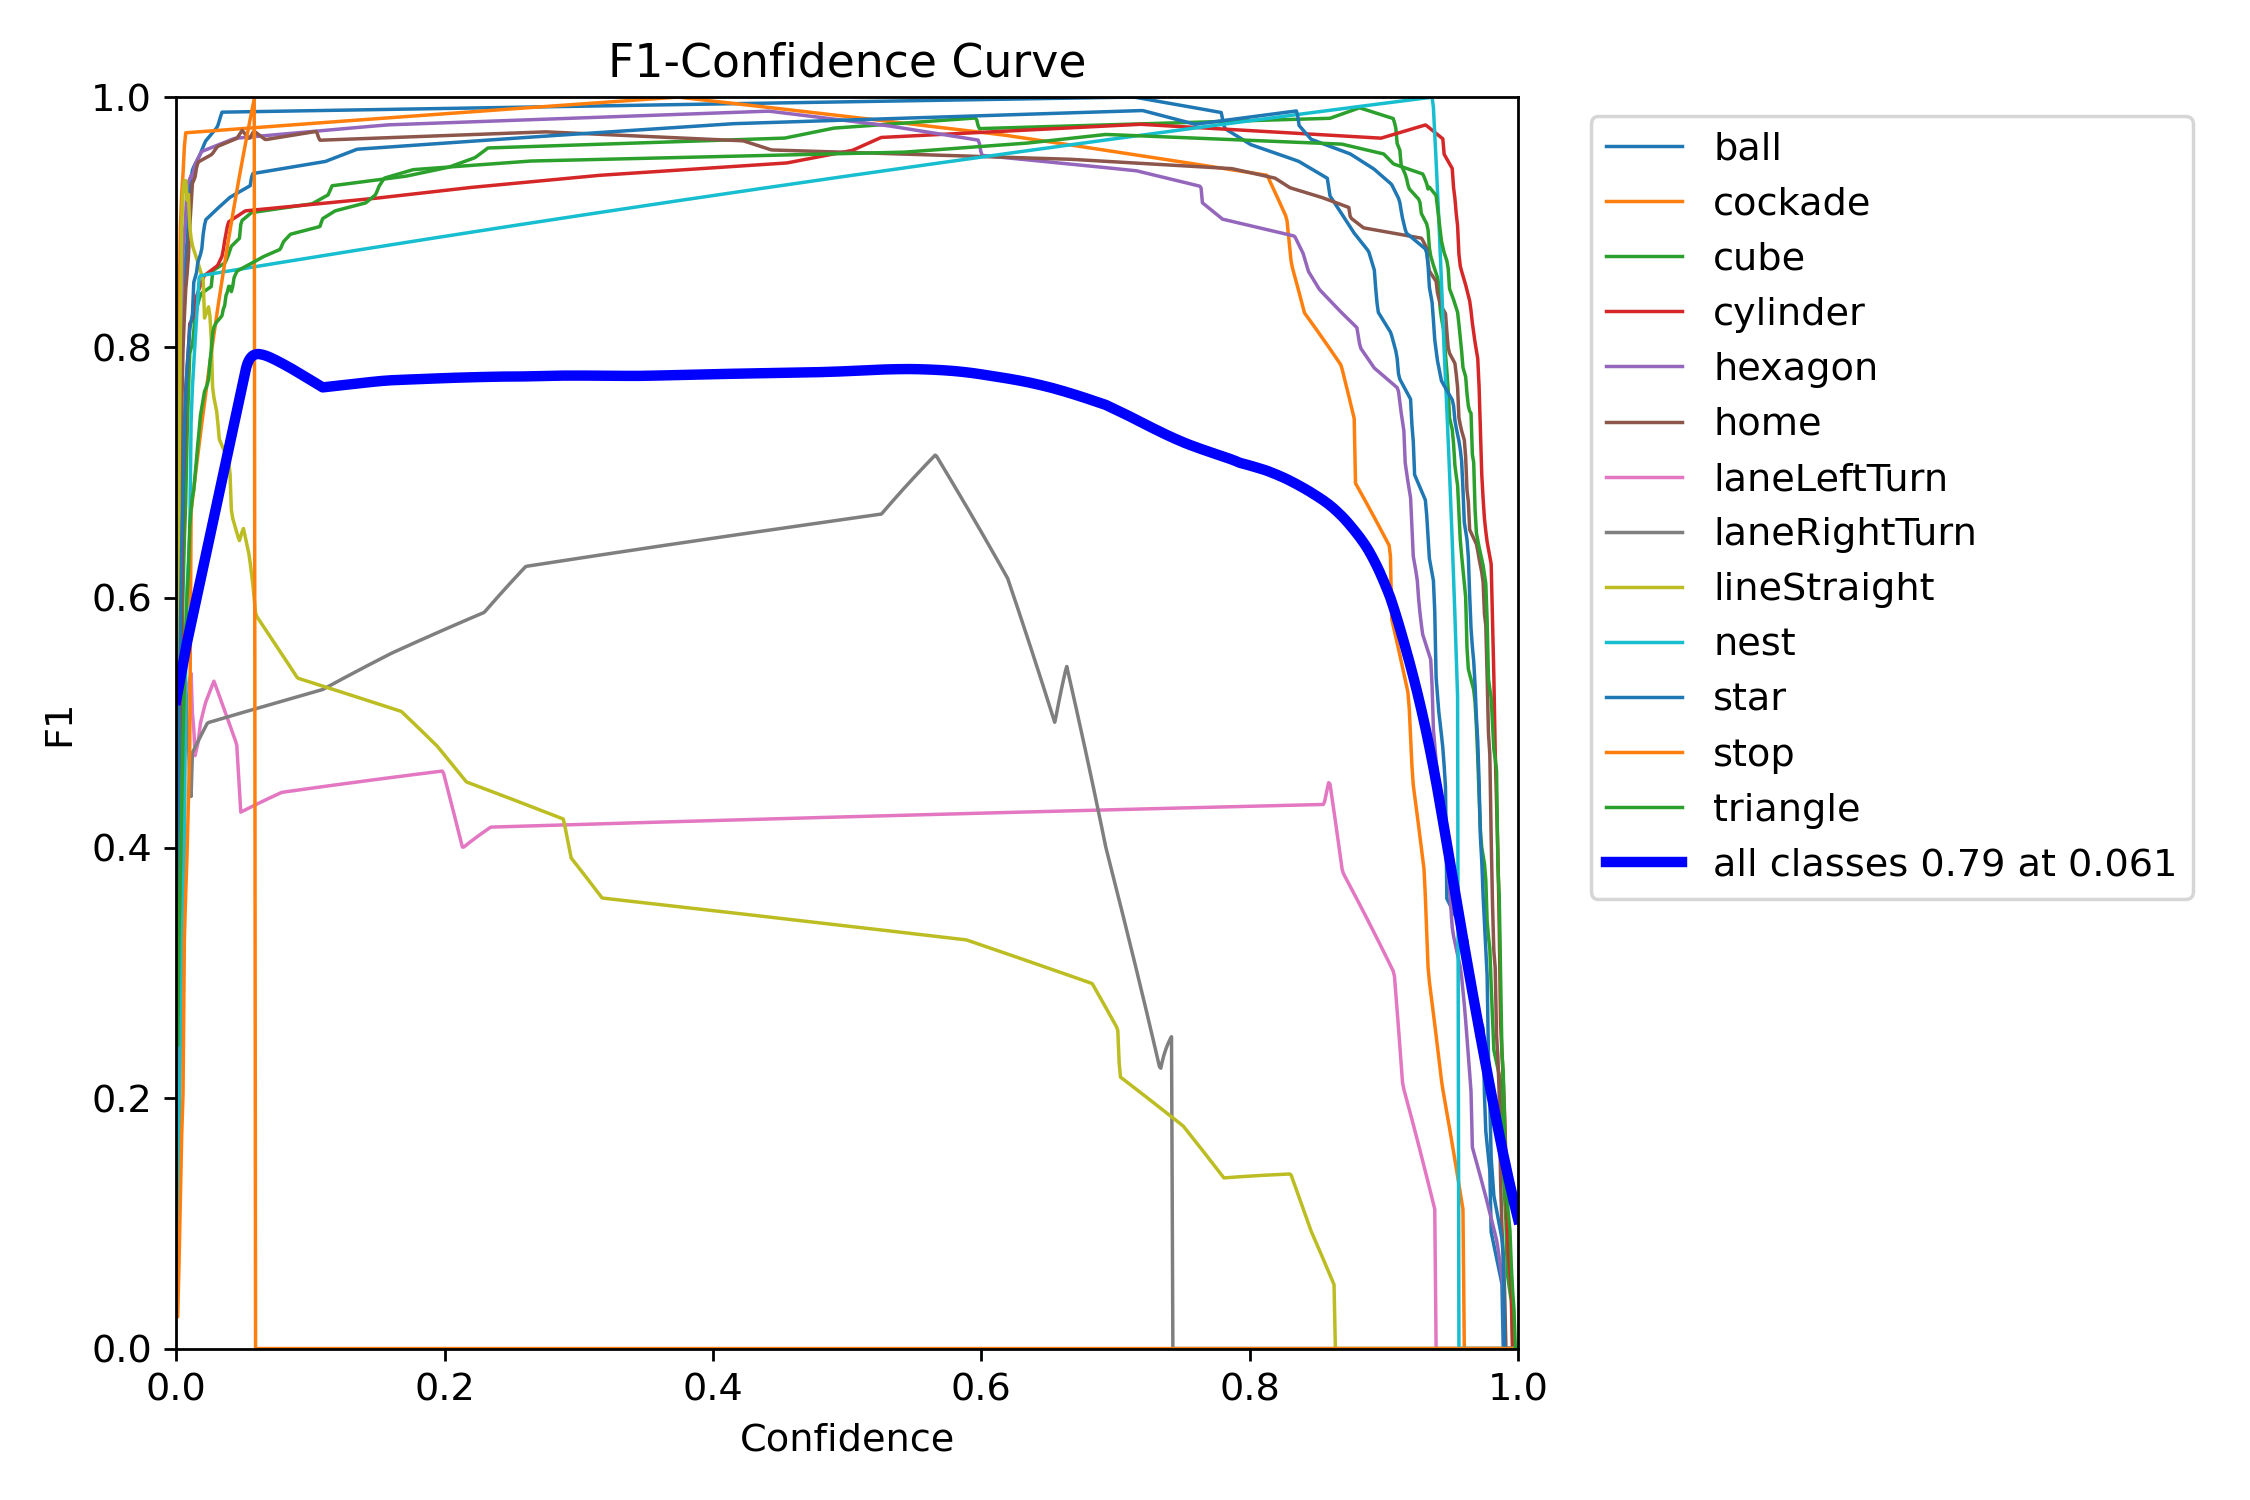 F1-Confidence Curve
1.0
0.8
0.6
0.4
0.2
0.0
F1
0.0 0.2 0.4 0.6 0.8 1.0
Confidence
ball
cockade
cube
cylinder
hexagon
home
laneLeftTurn
laneRightTurn
lineStraight
nest
star
stop
triangle
all classes 0.79 at 0.061